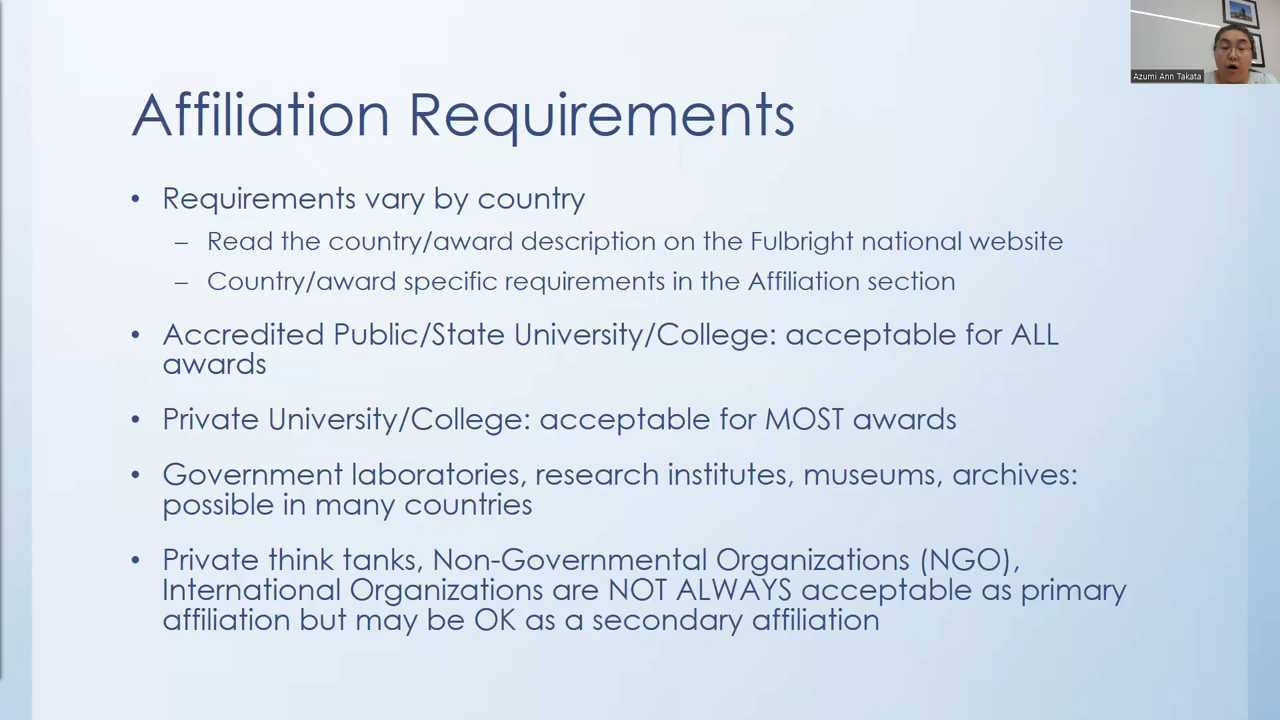 Azumi Ann Takata
Affiliation Requirements
• Requirements vary by country
– Read the country/award description on the Fulbright national website
– Country/award specific requirements in the Affiliation section
• Accredited Public/State University/College: acceptable for ALL
awards
• Private University/College: acceptable for MOST awards
• Government laboratories, research institutes, museums, archives:
possible in many countries
• Private think tanks, Non-Governmental Organizations (NGO),
International Organizations are NOT ALWAYS acceptable as primary
affiliation but may be OK as a secondary affiliation